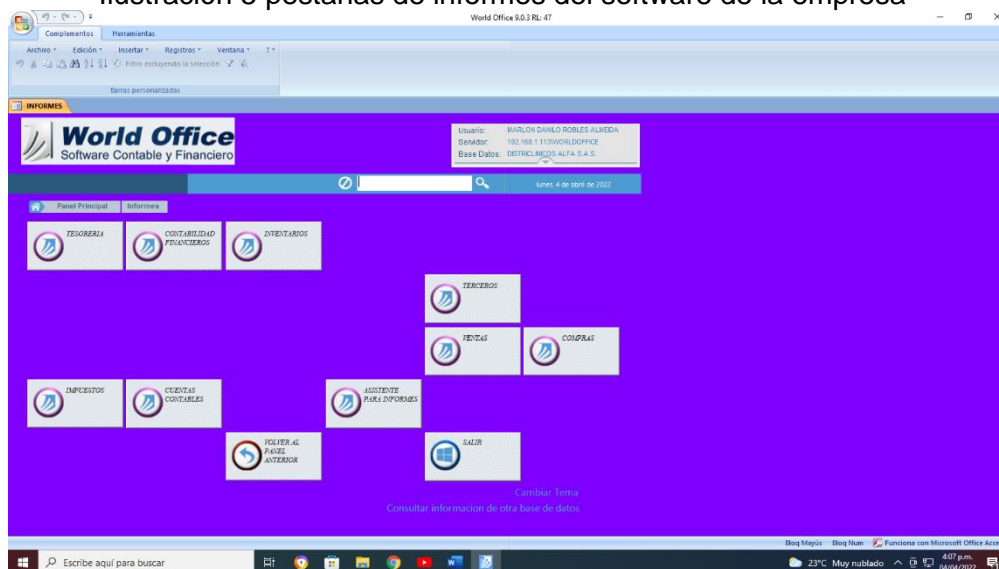 Ilustración 6 pestañas de informes del software de la empresa
World Office 9.0.3 RL: 47
Complementos Herramientas
Archivo Edición Insertar Registros Ventana ?
Filtro excluyendo la selección
Barras personalizadas
INFORMES
World Office
Software Contable y Financiero
Usuario: MARLON DANILO ROBLES ALMEIDA
Servidor: 192.168.1.113\WORLDOFFICE
Base Datos: DISTRICLINICOS ALFA S.A.S.
lunes, 4 de abril de 2022
Panel Principal Informes
TESORERIA
CONTABILIDAD
FINANCIEROS
INVENTARIOS
TERCEROS
VENTAS
COMPRAS
IMPUESTOS
CUENTAS
CONTABLES
ASISTENTE
PARA INFORMES
VOLVER AL
PANEL
ANTERIOR
SALIR
Cambiar Tema
Consultar informacion de otra base de datos
Bloq Mayús Bloq Num Funciona con Microsoft Office Acce
Escribe aquí para buscar
23°C Muy nublado
4:07 p.m.
04/04/2022